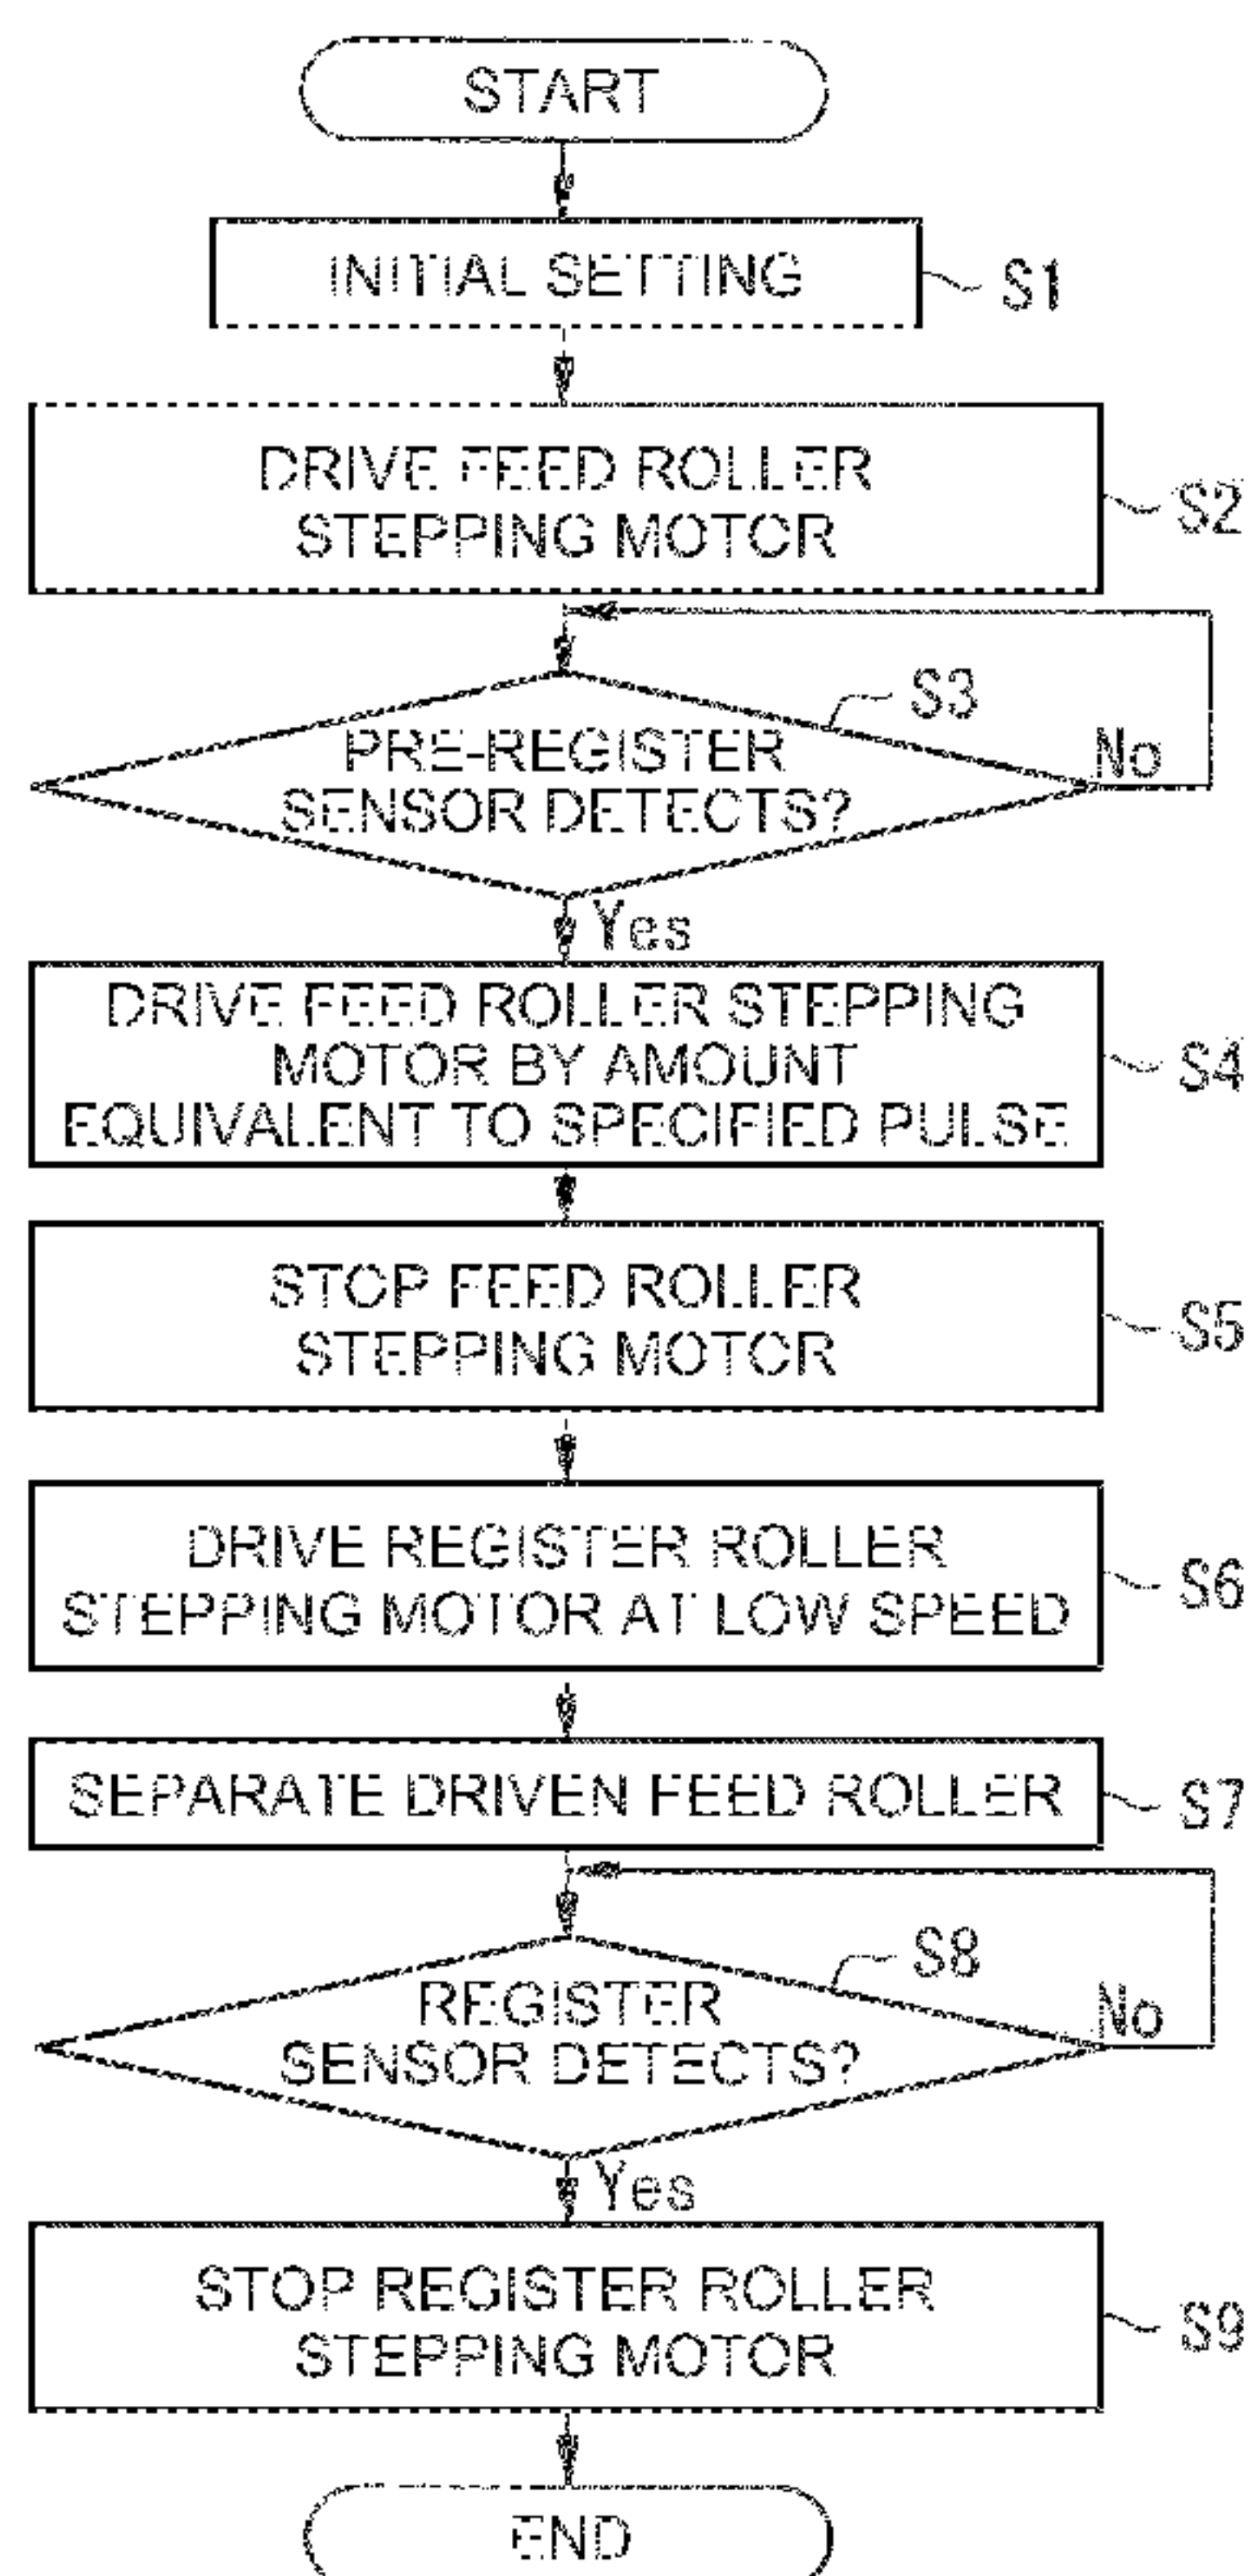 START
INITIAL SETTING
S1
DRIVE FEED ROLLER
STEPPING MOTOR
S2
S3
PRE-REGISTER
SENSOR DETECTS?
No
Yes
DRIVE FEED ROLLER STEPPING
MOTOR BY AMOUNT
EQUIVALENT TO SPECIFIED PULSE
S4
STOP FEED ROLLER
STEPPING MOTOR
S5
DRIVE REGISTER ROLLER
STEPPING MOTOR AT LOW SPEED
S6
SEPARATE DRIVEN FEED ROLLER
S7
S8
REGISTER
SENSOR DETECTS?
No
Yes
STOP REGISTER ROLLER
STEPPING MOTOR
S9
END